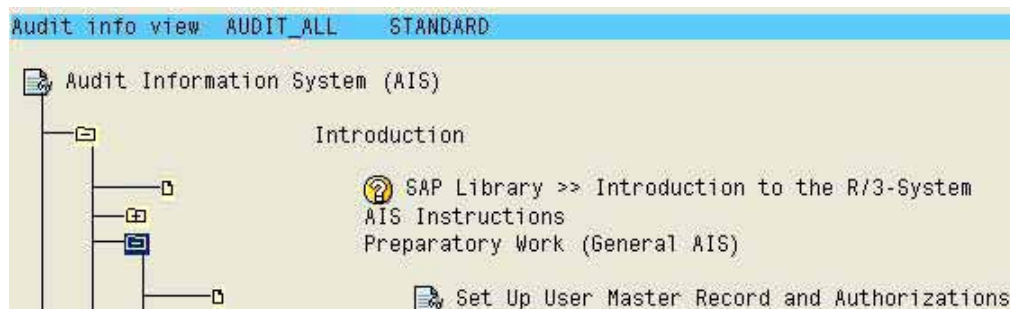 Audit info view AUDIT_ALL STANDARD
Audit Information System (AIS)
Introduction
SAP Library >> Introduction to the R/3-System
AIS Instructions
Preparatory Work (General AIS)
Set Up User Master Record and Authorizations